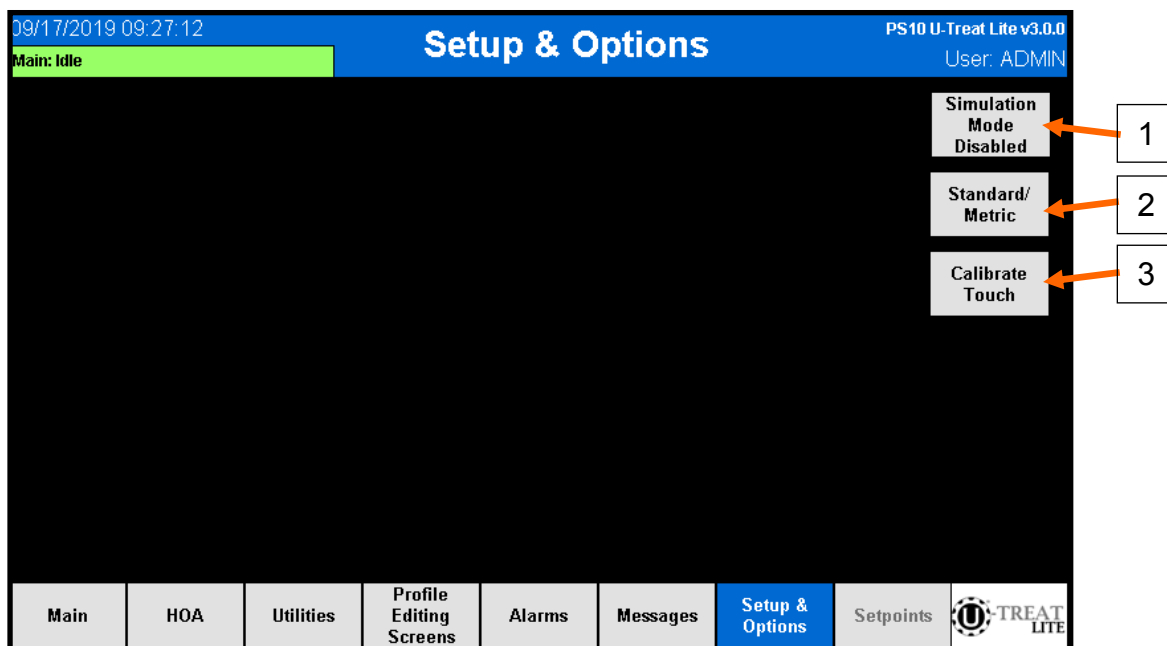 09/17/2019 09:27:12
Main: Idle
Setup & Options
PS10 U-Treat Lite v3.0.0
User: ADMIN
Simulation
Mode
Disabled
1
Standard/
Metric
2
Calibrate
Touch
3
Main
HOA
Utilities
Profile
Editing
Screens
Alarms
Messages
Setup &
Options
Setpoints
U-TREAT
LITE